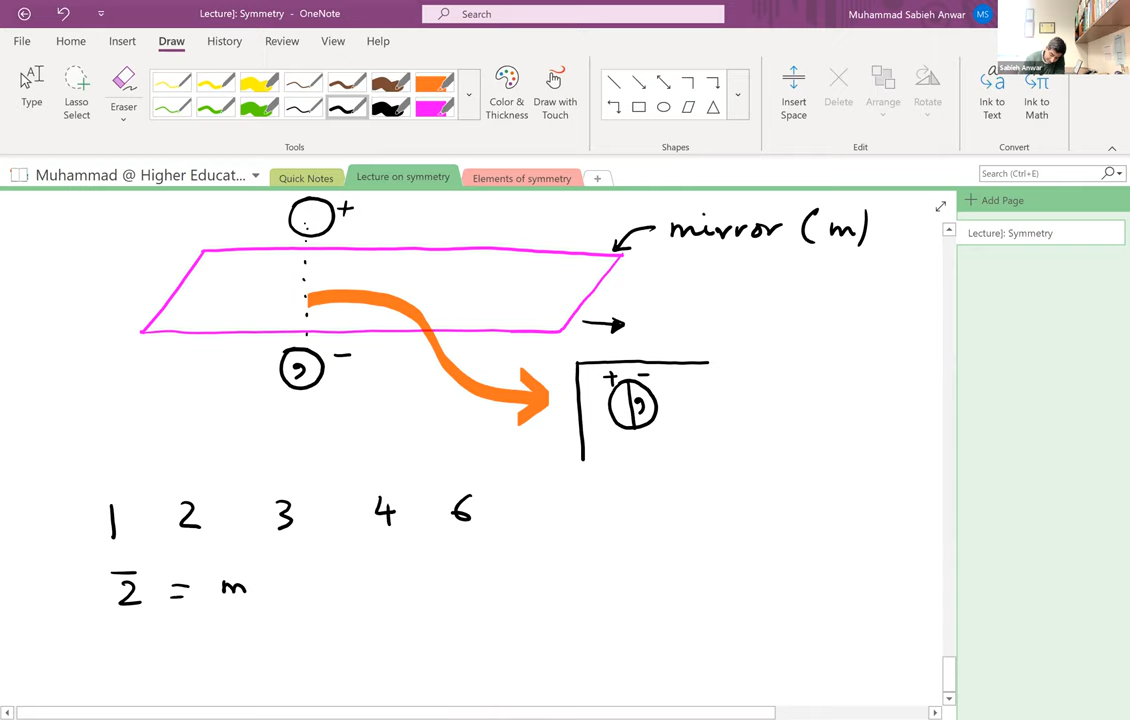 Lecture]: Symmetry - OneNote
Search
Muhammad Sabieh Anwar
MS
File Home Insert Draw History Review View Help
Sabieh Anwar
Type
Lasso Select
Eraser
Color & Thickness
Draw with Touch
Insert Space
Delete
Arrange
Rotate
Ink to Text
Ink to Math
Tools
Shapes
Edit
Convert
Muhammad @ Higher Educat...
Quick Notes
Lecture on symmetry
Elements of symmetry
+
Search (Ctrl+E)
Add Page
Lecture]: Symmetry
+
mirror (m)
, −
+ −
,
1 2 3 4 6
2̅ = m